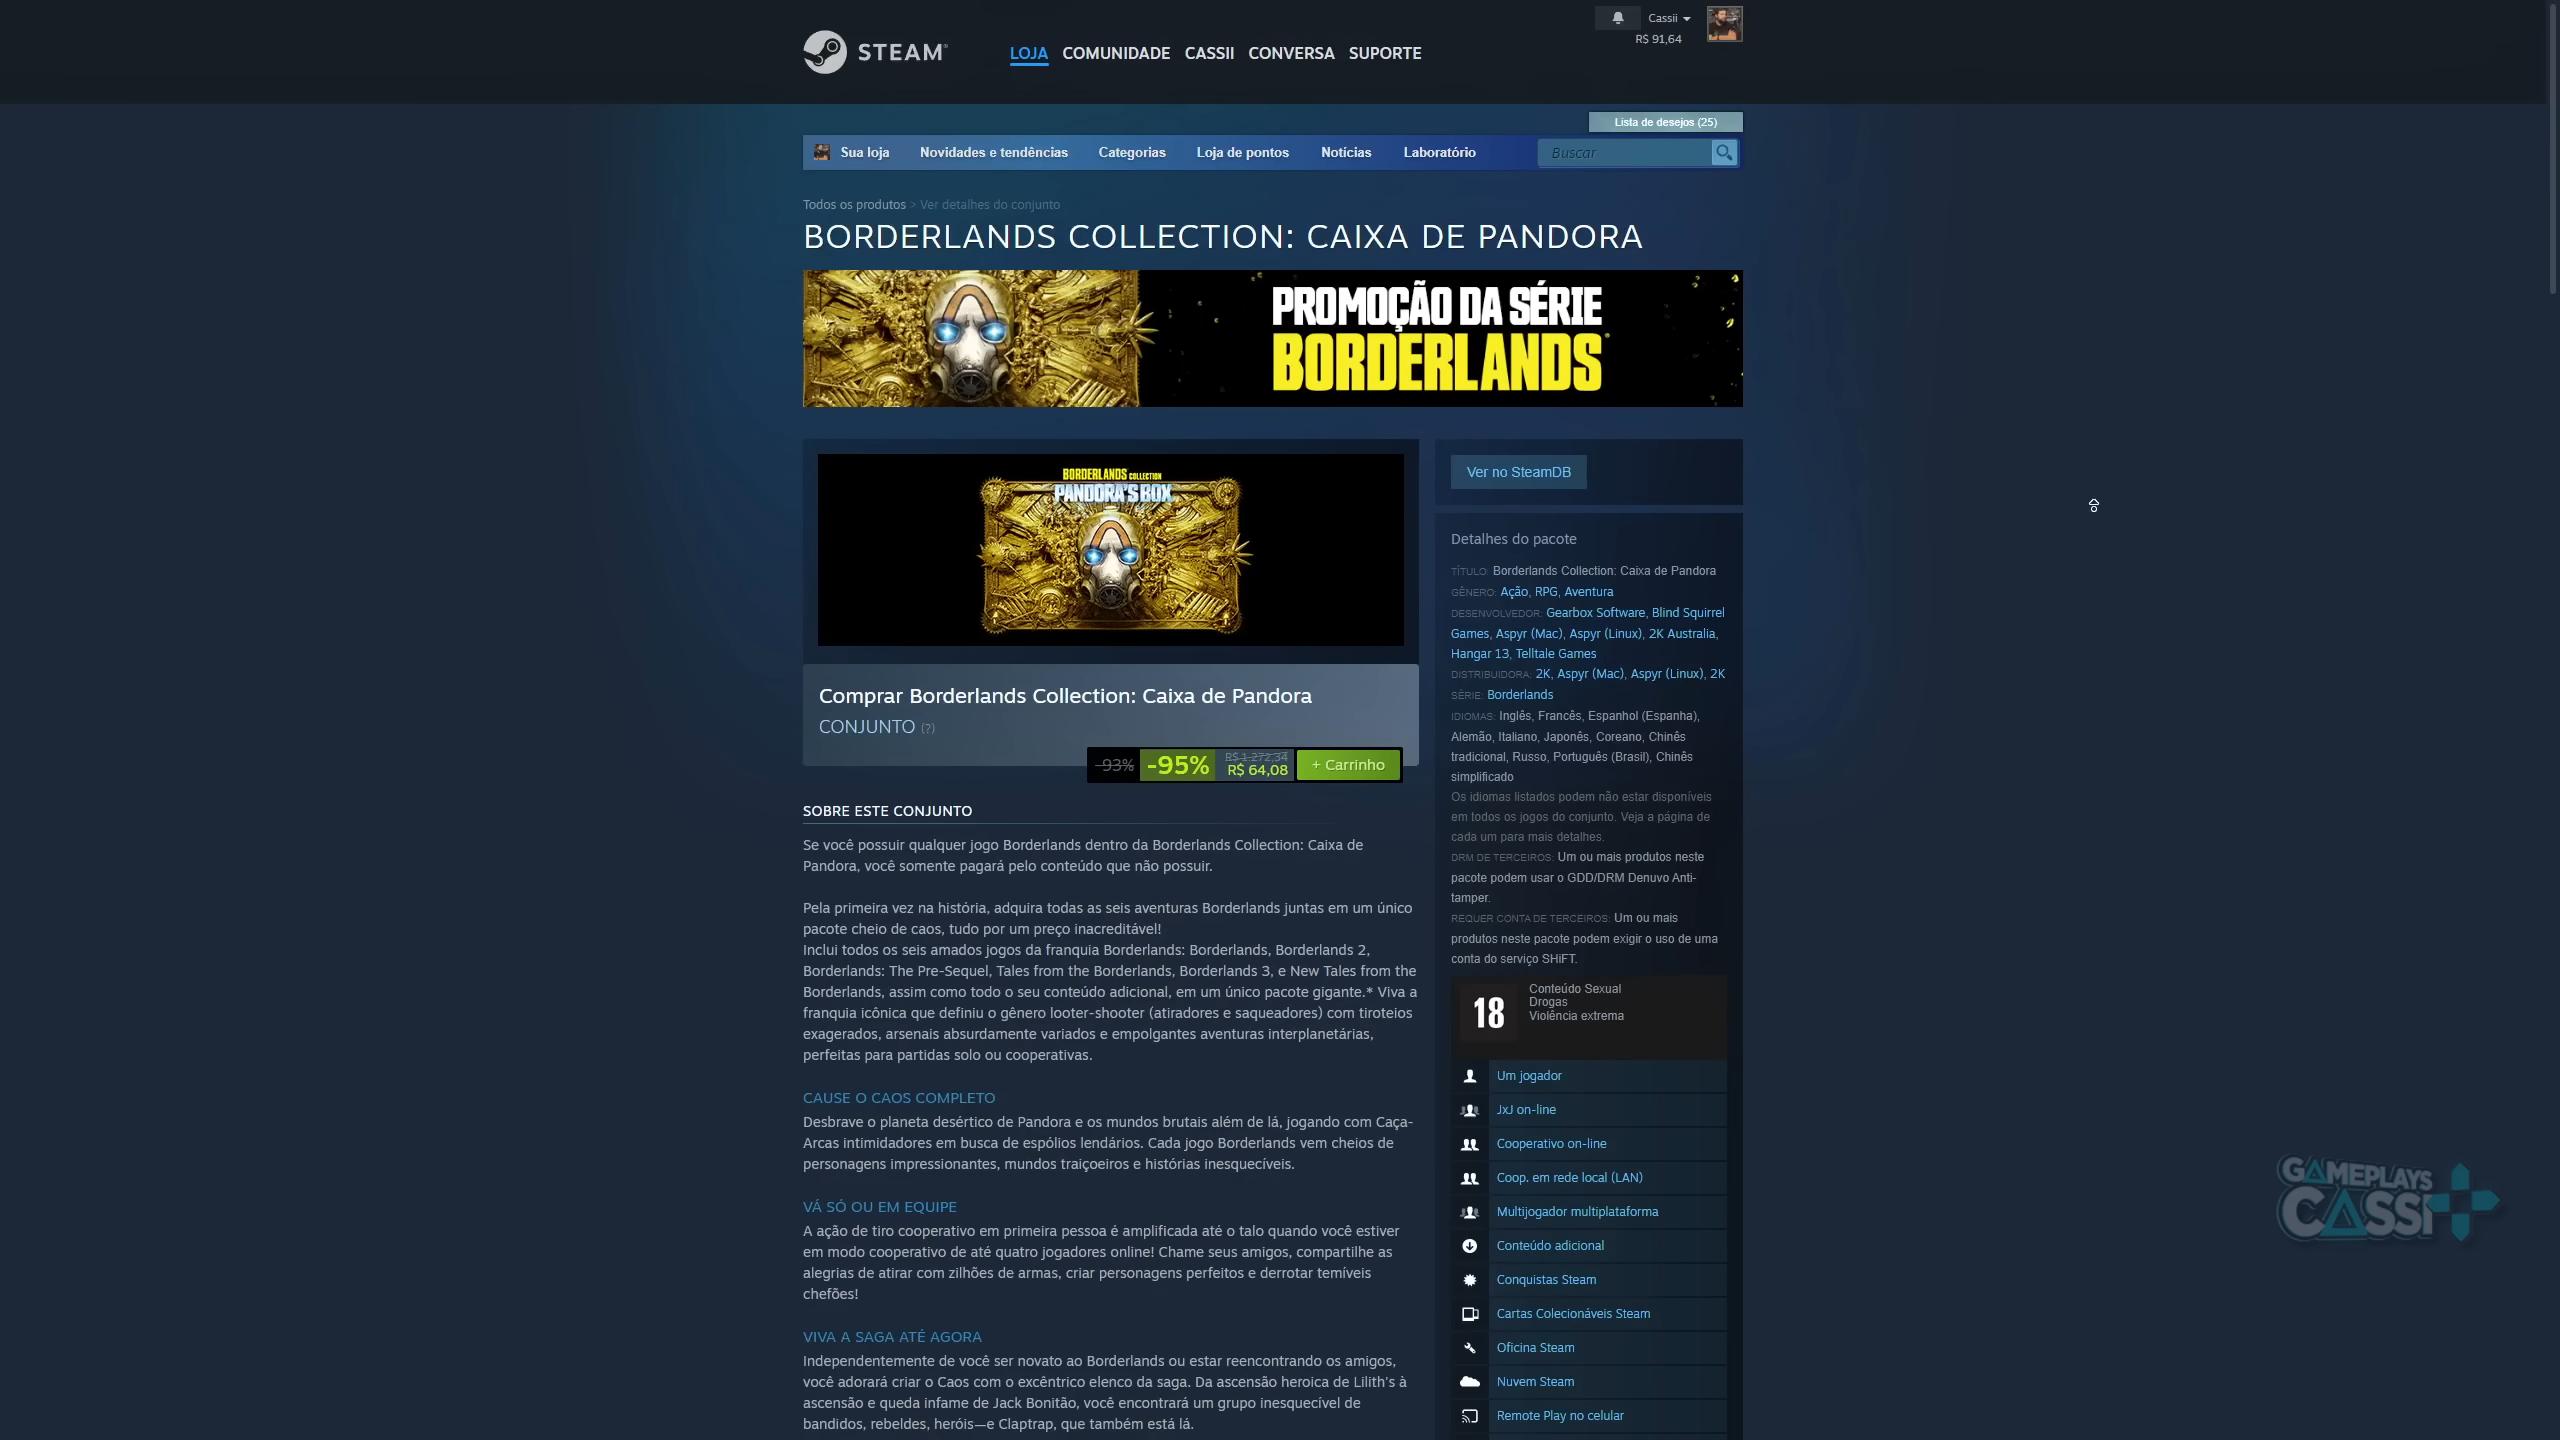 STEAM
LOJA COMUNIDADE CASSII CONVERSA SUPORTE
Cassii
R$ 91,64
Lista de desejos (25)
Sua loja Novidades e tendências Categorias Loja de pontos Notícias Laboratório Buscar
Todos os produtos > Ver detalhes do conjunto
BORDERLANDS COLLECTION: CAIXA DE PANDORA
PROMOÇÃO DA SÉRIE
BORDERLANDS
BORDERLANDS COLLECTION
PANDORA'S BOX
Comprar Borderlands Collection: Caixa de Pandora
CONJUNTO (?)
-93% -95% R$ 1.272,34
R$ 64,08
+ Carrinho
SOBRE ESTE CONJUNTO
Se você possuir qualquer jogo Borderlands dentro da Borderlands Collection: Caixa de
Pandora, você somente pagará pelo conteúdo que não possuir.
Pela primeira vez na história, adquira todas as seis aventuras Borderlands juntas em um único
pacote cheio de caos, tudo por um preço inacreditável!
Inclui todos os seis amados jogos da franquia Borderlands: Borderlands, Borderlands 2,
Borderlands: The Pre-Sequel, Tales from the Borderlands, Borderlands 3, e New Tales from the
Borderlands, assim como todo o seu conteúdo adicional, em um único pacote gigante.* Viva a
franquia icônica que definiu o gênero looter-shooter (atiradores e saqueadores) com tiroteios
exagerados, arsenais absurdamente variados e empolgantes aventuras interplanetárias,
perfeitas para partidas solo ou cooperativas.
CAUSE O CAOS COMPLETO
Desbrave o planeta desértico de Pandora e os mundos brutais além de lá, jogando com Caça-
Arcas intimidadores em busca de espólios lendários. Cada jogo Borderlands vem cheios de
personagens impressionantes, mundos traiçoeiros e histórias inesquecíveis.
VÁ SÓ OU EM EQUIPE
A ação de tiro cooperativo em primeira pessoa é amplificada até o talo quando você estiver
em modo cooperativo de até quatro jogadores online! Chame seus amigos, compartilhe as
alegrias de atirar com zilhões de armas, criar personagens perfeitos e derrotar temíveis
chefões!
VIVA A SAGA ATÉ AGORA
Independentemente de você ser novato ao Borderlands ou estar reencontrando os amigos,
você adorará criar o Caos com o excêntrico elenco da saga. Da ascensão heroica de Lilith's à
ascensão e queda infame de Jack Bonitão, você encontrará um grupo inesquecível de
bandidos, rebeldes, heróis—e Claptrap, que também está lá.
Ver no SteamDB
Detalhes do pacote
TÍTULO: Borderlands Collection: Caixa de Pandora
GÊNERO: Ação, RPG, Aventura
DESENVOLVEDOR: Gearbox Software, Blind Squirrel
Games, Aspyr (Mac), Aspyr (Linux), 2K Australia,
Hangar 13, Telltale Games
DISTRIBUIDORA: 2K, Aspyr (Mac), Aspyr (Linux), 2K
SÉRIE: Borderlands
IDIOMAS: Inglês, Francês, Espanhol (Espanha),
Alemão, Italiano, Japonês, Coreano, Chinês
tradicional, Russo, Português (Brasil), Chinês
simplificado
Os idiomas listados podem não estar disponíveis
em todos os jogos do conjunto. Veja a página de
cada um para mais detalhes.
DRM DE TERCEIROS: Um ou mais produtos neste
pacote podem usar o GDD/DRM Denuvo Anti-
tamper.
REQUER CONTA DE TERCEIROS: Um ou mais
produtos neste pacote podem exigir o uso de uma
conta do serviço SHiFT.
18
Conteúdo Sexual
Drogas
Violência extrema
Um jogador
JxJ on-line
Cooperativo on-line
Coop. em rede local (LAN)
Multijogador multiplataforma
Conteúdo adicional
Conquistas Steam
Cartas Colecionáveis Steam
Oficina Steam
Nuvem Steam
Remote Play no celular
GAMEPLAYS
CASSI